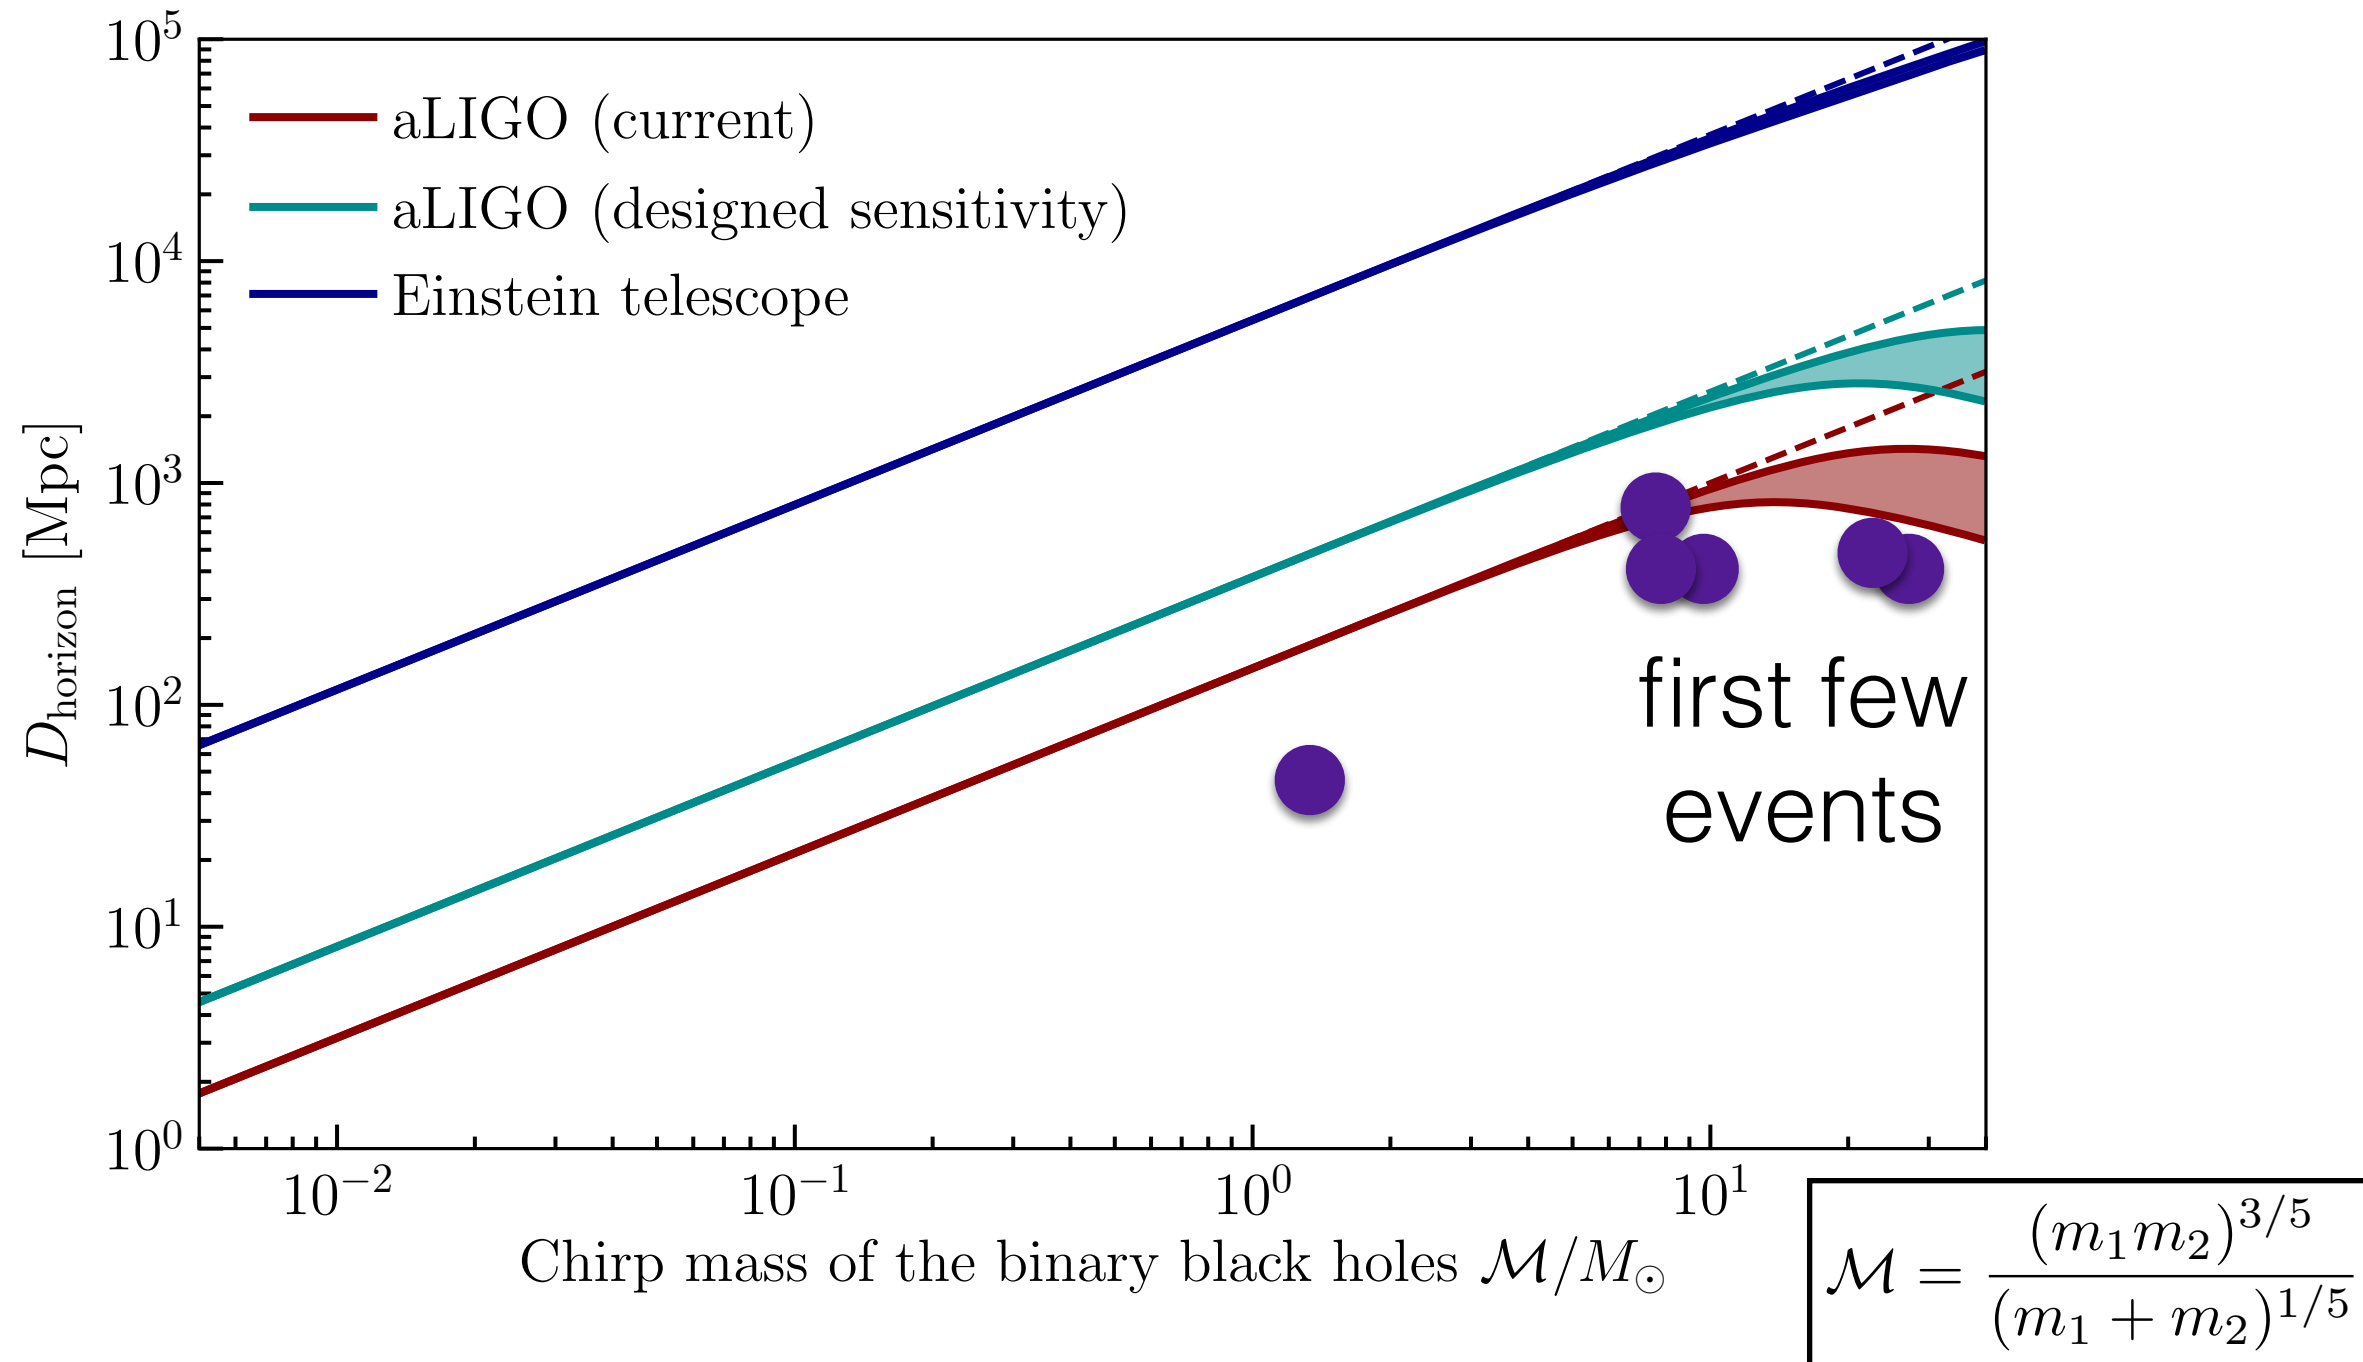 10^5
10^4
10^3
10^2
10^1
10^0
D_horizon [Mpc]
aLIGO (current)
aLIGO (designed sensitivity)
Einstein telescope
first few
events
10^−2 10^−1 10^0 10^1
Chirp mass of the binary black holes ℳ/M_⊙
ℳ = (m_1 m_2)^{3/5} / (m_1 + m_2)^{1/5}